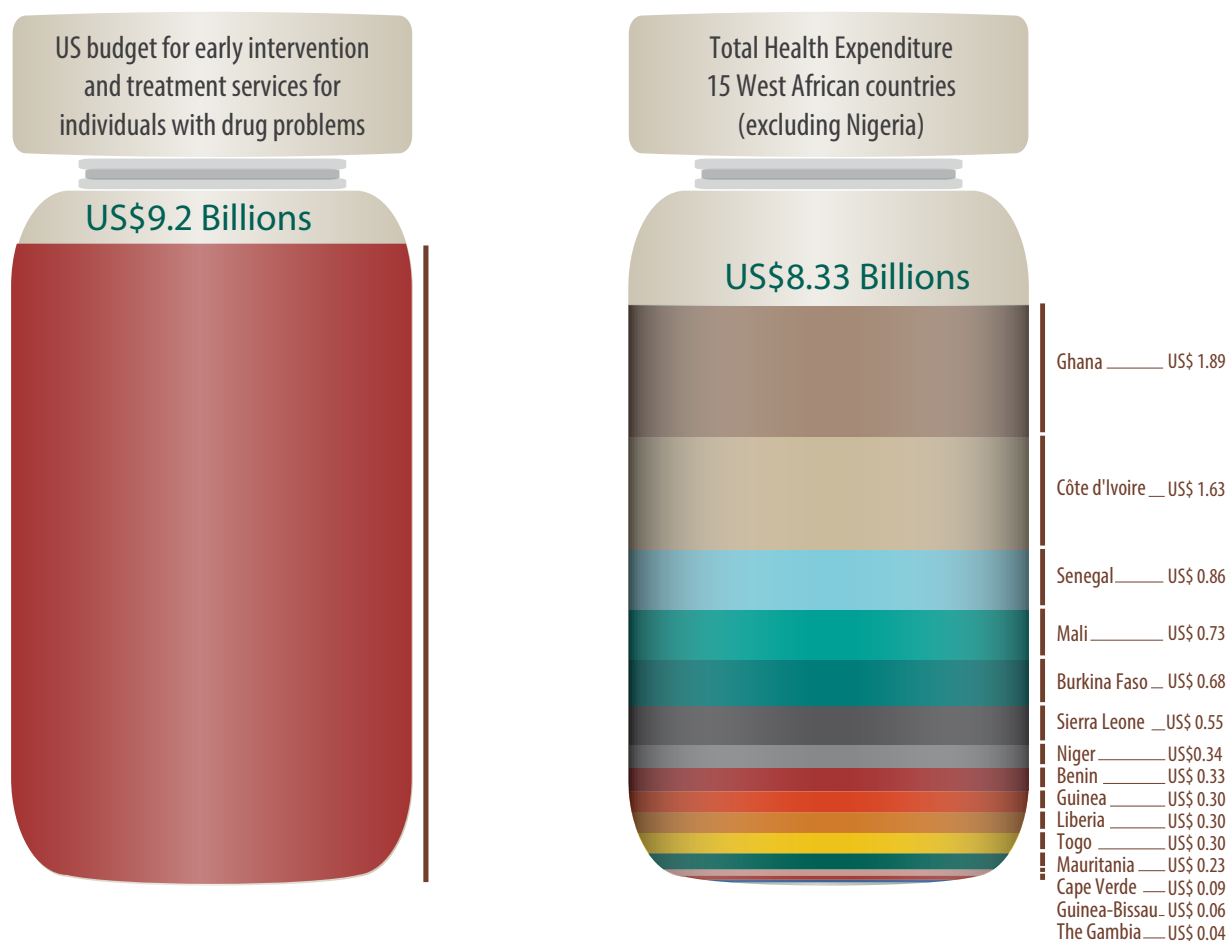 US budget for early intervention
and treatment services for
individuals with drug problems
US$9.2 Billions
Total Health Expenditure
15 West African countries
(excluding Nigeria)
US$8.33 Billions
Ghana US$ 1.89
Côte d'Ivoire US$ 1.63
Senegal US$ 0.86
Mali US$ 0.73
Burkina Faso US$ 0.68
Sierra Leone US$ 0.55
Niger US$0.34
Benin US$ 0.33
Guinea US$ 0.30
Liberia US$ 0.30
Togo US$ 0.30
Mauritania US$ 0.23
Cape Verde US$ 0.09
Guinea-Bissau US$ 0.06
The Gambia US$ 0.04